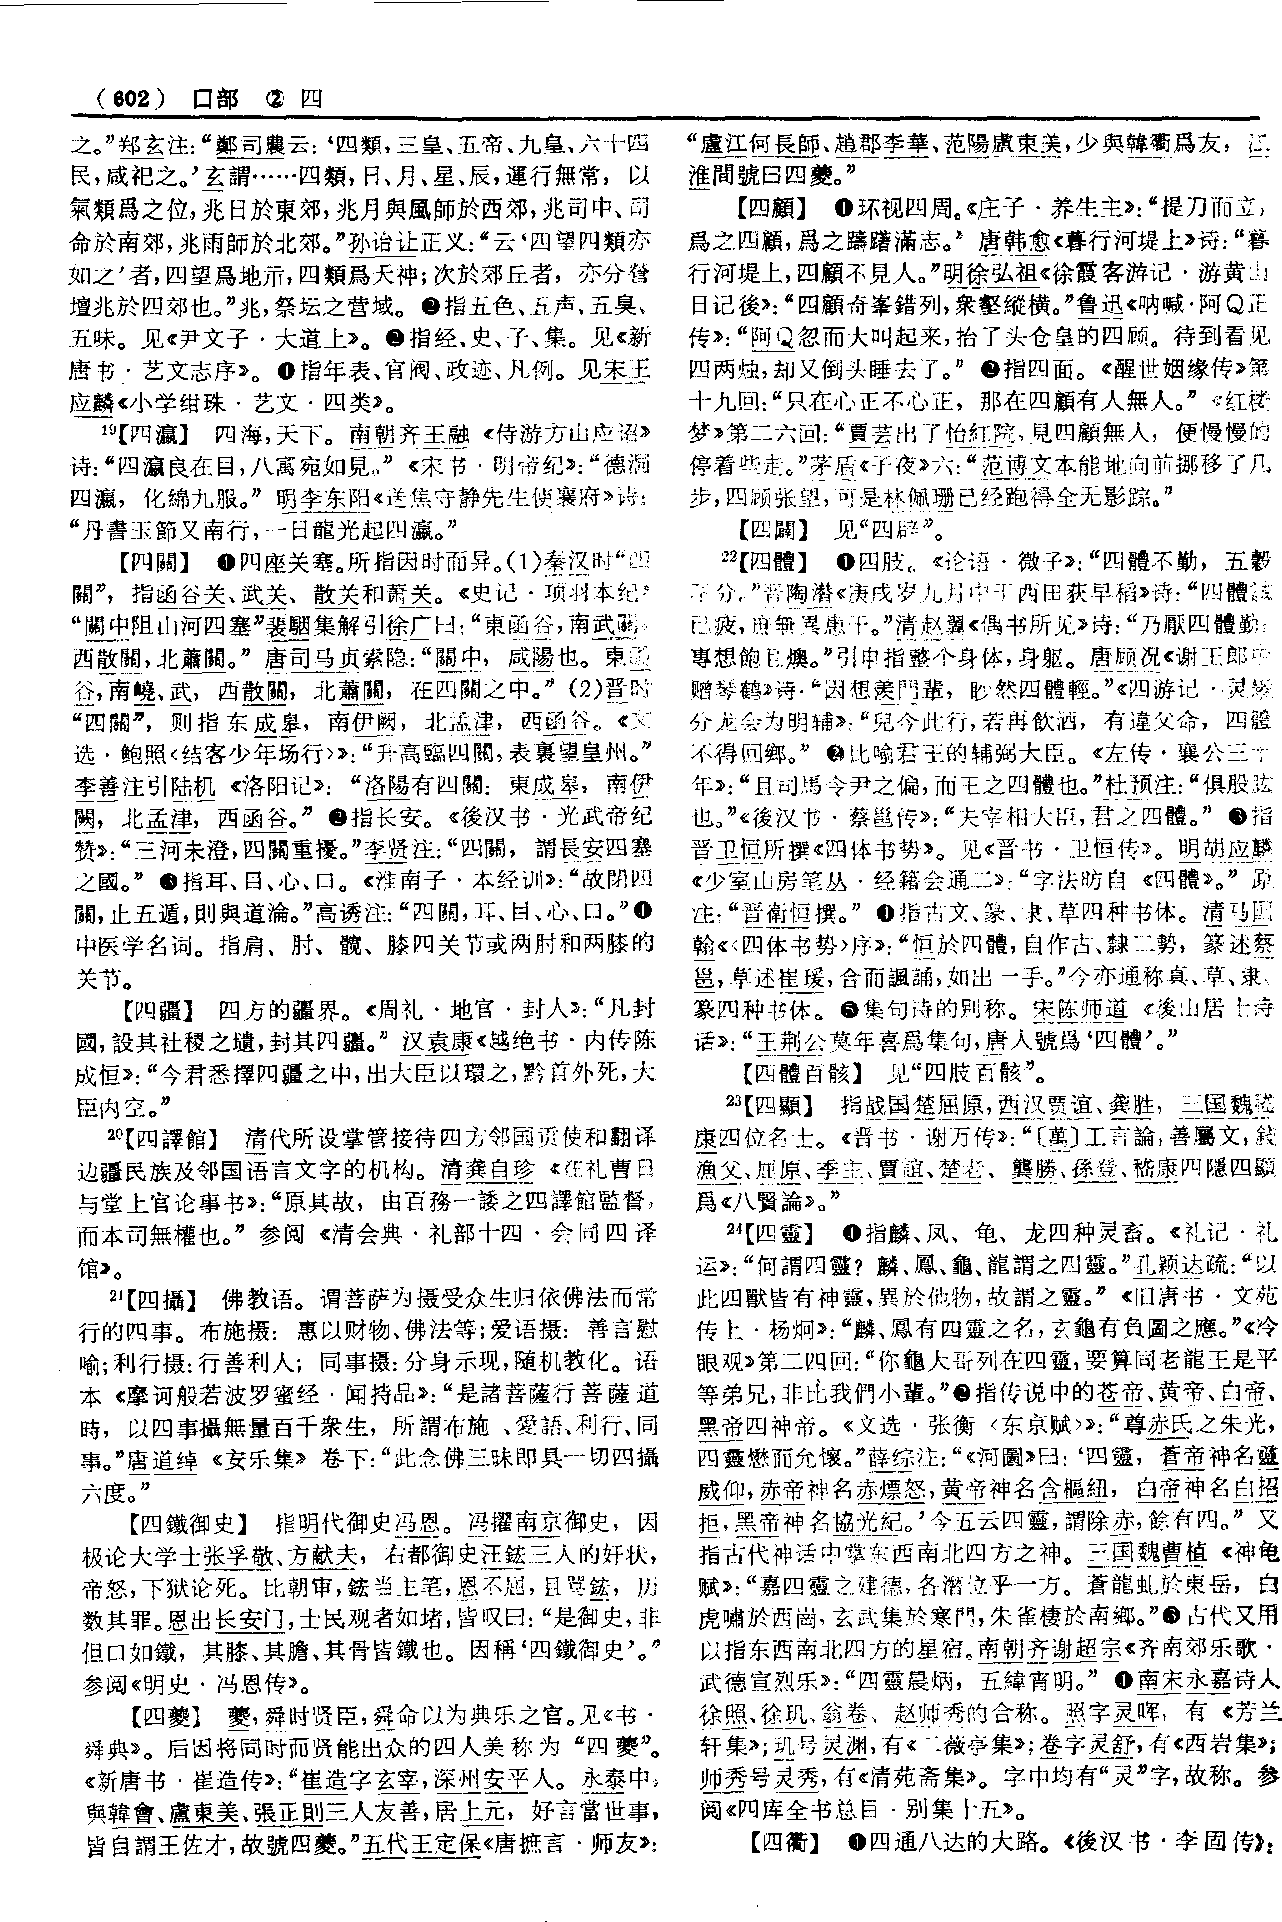 （602） 口部 ② 四
之。”郑玄注：“鄭司農云：‘四類，三皇、五帝、九皇、六十四
民，咸祀之。’玄謂……四類，日、月、星、辰，運行無常， 以
氣類爲之位，兆日於東郊，兆月與風師於西郊，兆司中、司
命於南郊，兆雨師於北郊。”孙诒让正义：“云‘四望四類亦
如之’者，四望爲地示，四類爲天神；次於郊丘者， 亦分營
壇兆於四郊也。”兆，祭坛之营域。❷指五色、五声、五臭、
五味。见《尹文子·大道上》。❸指经、史、子、集。见《新
唐书·艺文志序》。❹指年表、官阀、政迹、凡例。见宋王
应麟《小学绀珠·艺文·四类》。
¹⁹【四瀛】 四海，天下。南朝齐王融《侍游方山应诏》
诗：“四瀛良在目，八寓宛如見。”《宋书·明帝纪》：“德洞
四瀛，化綿九服。”明李东阳《送焦守静先生使襄府》诗：
“丹書玉節又南行，一日龍光起四瀛。”
【四關】 ❶四座关塞。所指因时而异。(1)秦汉时“四
關”，指函谷关、武关、散关和萧关。《史记·项羽本纪》
“關中阻山河四塞”裴駰集解引徐广曰：“東函谷，南武關，
西散關，北蕭關。”唐司马贞索隐：“關中，咸陽也。東函
谷，南嶢、武，西散關，北蕭關，在四關之中。”(2)晋时
“四關”，则指东成皋，南伊阙，北孟津，西函谷。《文
选·鲍照〈结客少年场行〉》：“升高臨四關，表裏望皇州。”
李善注引陆机《洛阳记》：“洛陽有四關：東成皋，南伊
闕，北孟津，西函谷。”❷指长安。《後汉书·光武帝纪
赞》：“三河未澄，四關重擾。”李贤注：“四關，謂長安四塞
之國。”❸指耳、目、心、口。《淮南子·本经训》：“故閉四
關，止五遁，則與道淪。”高诱注：“四關，耳、目、心、口。”❹
中医学名词。指肩、肘、髋、膝四关节或两肘和两膝的
关节。
【四疆】 四方的疆界。《周礼·地官·封人》：“凡封
國，設其社稷之壝，封其四疆。”汉袁康《越绝书·内传陈
成恒》：“今君悉擇四疆之中，出大臣以環之，黔首外死，大
臣内空。”
²⁰【四譯館】 清代所设掌管接待四方邻国贡使和翻译
边疆民族及邻国语言文字的机构。清龚自珍《在礼曹日
与堂上官论事书》：“原其故，由百務一諉之四譯館監督，
而本司無權也。”参阅《清会典·礼部十四·会同四译
馆》。
²¹【四攝】 佛教语。谓菩萨为摄受众生归依佛法而常
行的四事。布施摄：惠以财物、佛法等；爱语摄：善言慰
喻；利行摄：行善利人；同事摄：分身示现，随机教化。语
本《摩诃般若波罗蜜经·闻持品》：“是諸菩薩行菩薩道
時，以四事攝無量百千衆生，所謂布施、愛語、利行、同
事。”唐道绰《安乐集》卷下：“此念佛三昧即具一切四攝
六度。”
【四鐵御史】 指明代御史冯恩。冯擢南京御史，因
极论大学士张孚敬、方献夫，右都御史汪鋐三人的奸状，
帝怒，下狱论死。比朝审，鋐当主笔，恩不屈，且詈鋐，历
数其罪。恩出长安门，士民观者如堵，皆叹曰：“是御史，非
但口如鐵，其膝、其膽、其骨皆鐵也。因稱‘四鐵御史’。”
参阅《明史·冯恩传》。
【四夔】 夔，舜时贤臣，舜命以为典乐之官。见《书·
舜典》。后因将同时而贤能出众的四人美称为“四夔”。
《新唐书·崔造传》：“崔造字玄宰，深州安平人。永泰中，
與韓會、盧東美、張正則三人友善，居上元，好言當世事，
皆自謂王佐才，故號四夔。”五代王定保《唐摭言·师友》：
“盧江何長師、趙郡李華、范陽盧東美，少與韓衢爲友，江
淮間號曰四夔。”
【四顧】 ❶环视四周。《庄子·养生主》：“提刀而立，
爲之四顧，爲之躊躇滿志。”唐韩愈《暮行河堤上》诗：“暮
行河堤上，四顧不見人。”明徐弘祖《徐霞客游记·游黄山
日记後》：“四顧奇峯錯列，衆壑縱横。”鲁迅《呐喊·阿Q正
传》：“阿Q忽而大叫起来，抬了头仓皇的四顾。待到看见
四两烛，却又倒头睡去了。”❷指四面。《醒世姻缘传》第
十九回：“只在心正不心正，那在四顧有人無人。”《红楼
梦》第二六回：“賈芸出了怡紅院，見四顧無人，便慢慢的
停着些走。”茅盾《子夜》六：“范博文本能地向前挪移了几
步，四顾张望，可是林佩珊已经跑得全无影踪。”
【四闢】 见“四辟”。
²²【四體】 ❶四肢。《论语·微子》：“四體不勤，五穀
不分。”晋陶潜《庚戌岁九月中于西田获早稻》诗：“四體誠
已疲，庶無異患干。”清赵翼《偶书所见》诗：“乃厭四體勤，
專想飽且燠。”引申指整个身体，身躯。唐顾况《谢王郎中
赠琴鹤》诗：“因想羡門輩，眇然四體輕。”《四游记·灵耀
分龙会为明辅》：“兒今此行，若再飲酒，有違父命，四體
不得回鄉。”❷比喻君王的辅弼大臣。《左传·襄公三十
年》：“且司馬令尹之偏，而王之四體也。”杜预注：“俱股肱
也。”《後汉书·蔡邕传》：“夫宰相大臣，君之四體。”❸指
晋卫恒所撰《四体书势》。见《晋书·卫恒传》。明胡应麟
《少室山房笔丛·经籍会通二》：“字法昉自《四體》。”原
注：“晋衛恒撰。”❹指古文、篆、隶、草四种书体。清马国
翰《〈四体书势〉序》：“恒於四體，自作古、隸二勢，篆述蔡
邕，草述崔瑗，合而諷誦，如出一手。”今亦通称真、草、隶、
篆四种书体。❺集句诗的别称。宋陈师道《後山居士诗
话》：“王荆公莫年喜爲集句，唐人號爲‘四體’。”
【四體百骸】 见“四肢百骸”。
²³【四顯】 指战国楚屈原，西汉贾谊、龚胜，三国魏嵇
康四位名士。《晋书·谢万传》：“〔萬〕工言論，善屬文，敍
漁父、屈原、季主、賈誼、楚老、龔勝、孫登、嵇康四隱四顯
爲《八賢論》。”
²⁴【四靈】 ❶指麟、凤、龟、龙四种灵畜。《礼记·礼
运》：“何謂四靈？麟、鳳、龜、龍謂之四靈。”孔颖达疏：“以
此四獸皆有神靈，異於他物，故謂之靈。”《旧唐书·文苑
传上·杨炯》：“麟、鳳有四靈之名，玄龜有負圖之應。”《冷
眼观》第二四回：“你龜大哥列在四靈，要算同老龍王是平
等弟兄，非比我們小輩。”❷指传说中的苍帝、黄帝、白帝、
黑帝四神帝。《文选·张衡〈东京赋〉》：“尊赤氏之朱光，
四靈懋而允懷。”薛综注：“《河圖》曰：‘四靈，蒼帝神名靈
威仰，赤帝神名赤熛怒，黄帝神名含樞紐，白帝神名白招
拒，黑帝神名協光紀。’今五云四靈，謂除赤，餘有四。”又
指古代神话中掌东西南北四方之神。三国魏曹植《神龟
赋》：“嘉四靈之建德，各潛位乎一方。蒼龍虬於東岳，白
虎嘯於西崗，玄武集於寒門，朱雀棲於南鄉。”❸古代又用
以指东西南北四方的星宿。南朝齐谢超宗《齐南郊乐歌·
武德宣烈乐》：“四靈晨炳，五緯宵明。”❹南宋永嘉诗人
徐照、徐玑、翁卷、赵师秀的合称。照字灵晖，有《芳兰
轩集》；玑号灵渊，有《二薇亭集》；卷字灵舒，有《西岩集》；
师秀号灵秀，有《清苑斋集》。字中均有“灵”字，故称。参
阅《四库全书总目·别集十五》。
【四衢】 ❶四通八达的大路。《後汉书·李固传》：